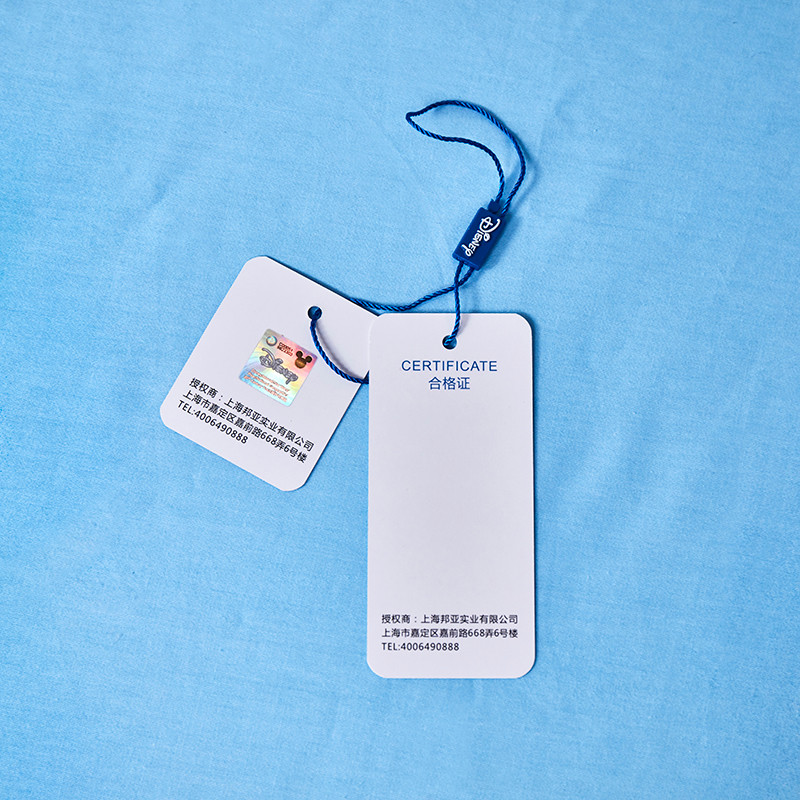 Disney
Disney
授权商：上海邦亚实业有限公司
上海市嘉定区嘉前路668弄6号楼
TEL:4006490888
CERTIFICATE
合格证
授权商：上海邦亚实业有限公司
上海市嘉定区嘉前路668弄6号楼
TEL:4006490888